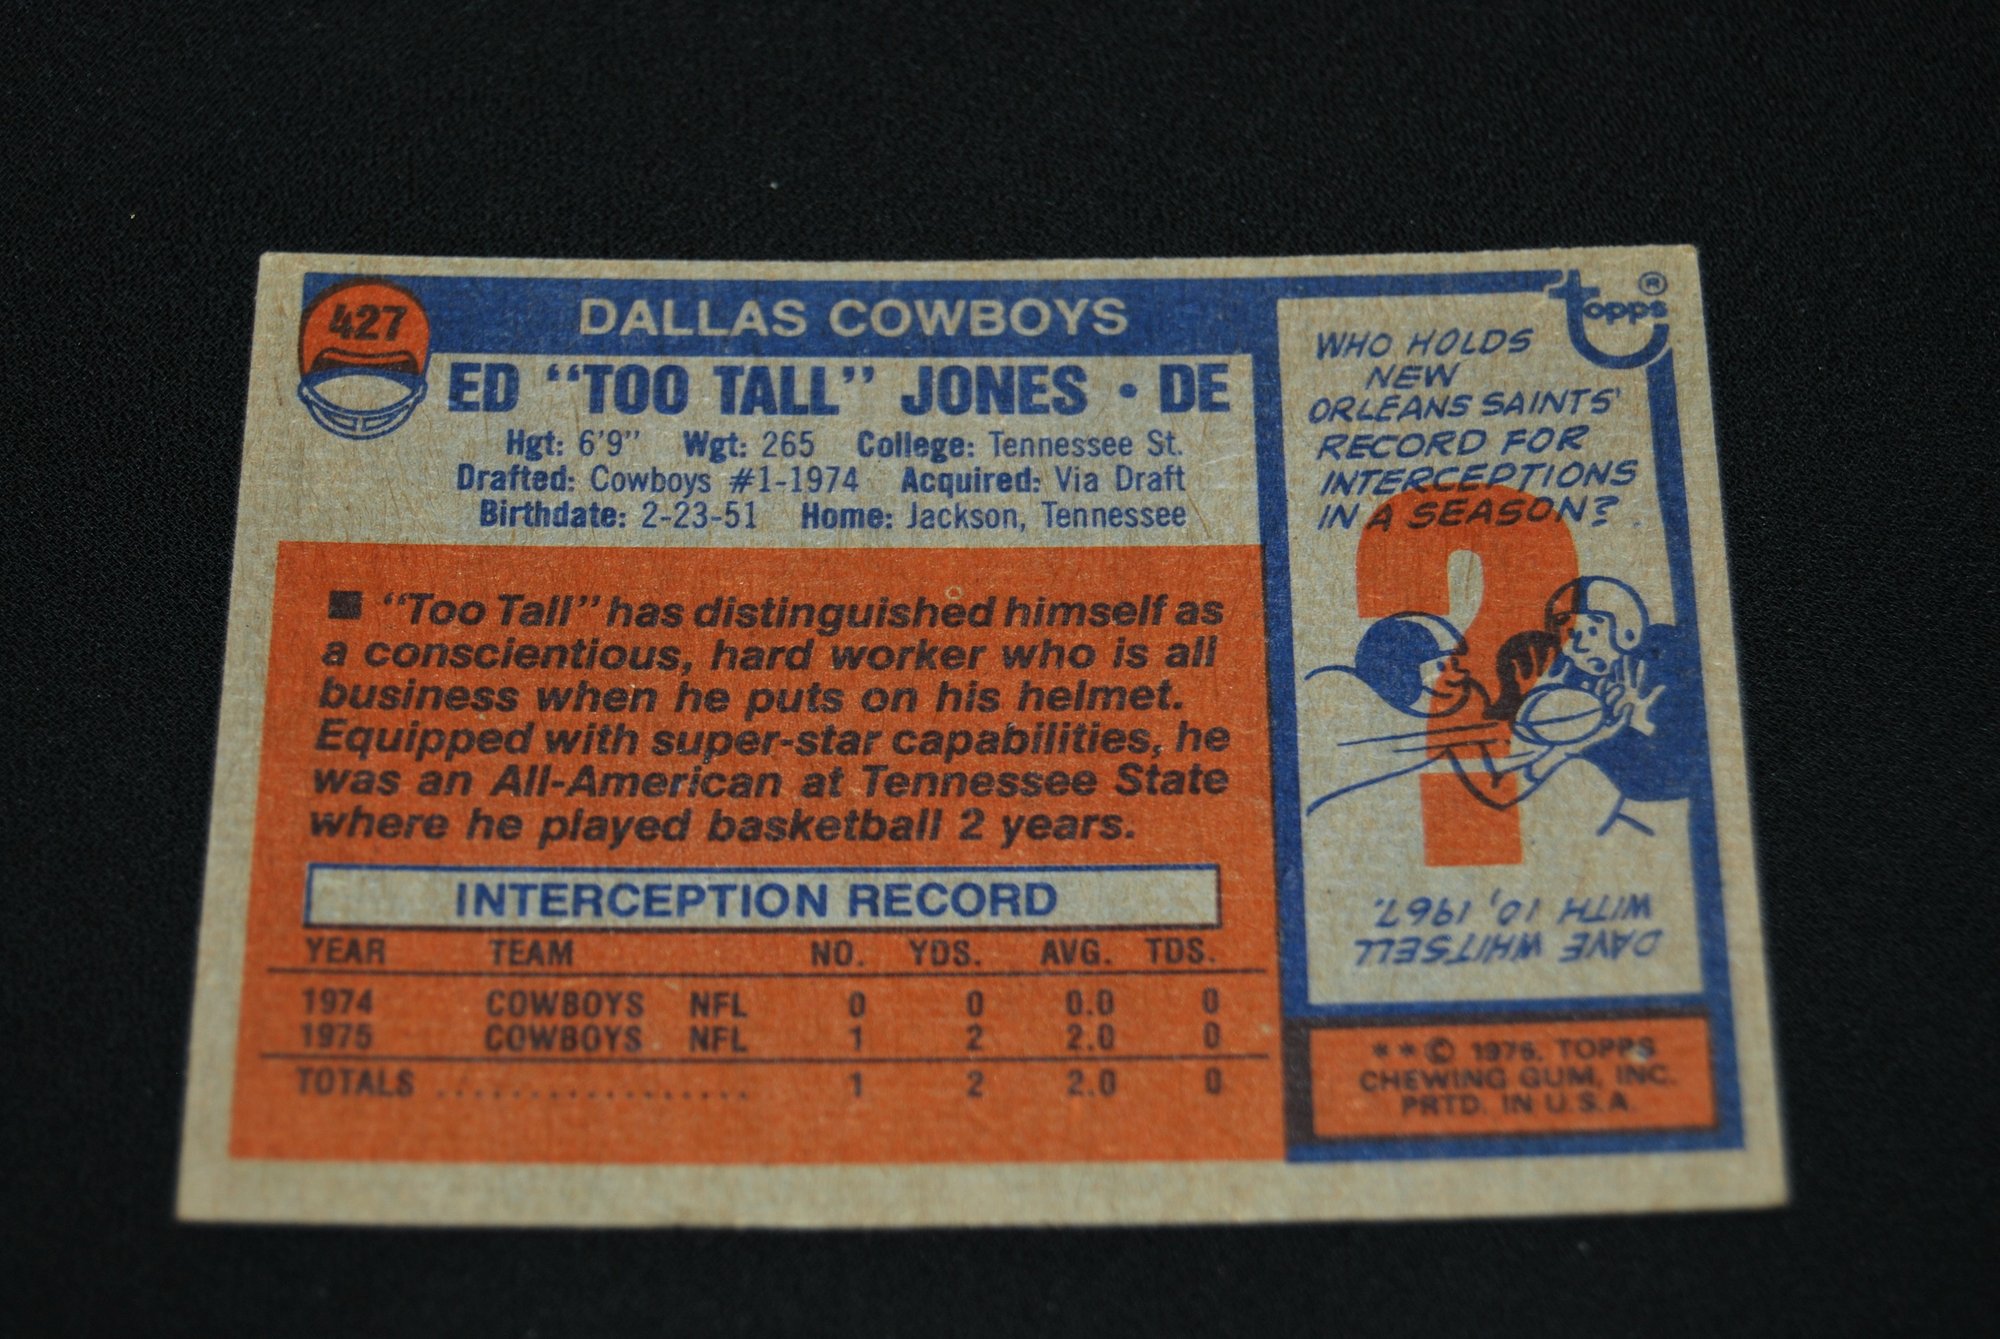 427
DALLAS COWBOYS
ED "TOO TALL" JONES • DE
Hgt: 6'9" Wgt: 265 College: Tennessee St.
Drafted: Cowboys #1-1974 Acquired: Via Draft
Birthdate: 2-23-51 Home: Jackson, Tennessee
■ "Too Tall" has distinguished himself as
a conscientious, hard worker who is all
business when he puts on his helmet.
Equipped with super-star capabilities, he
was an All-American at Tennessee State
where he played basketball 2 years.
INTERCEPTION RECORD
YEAR TEAM NO. YDS. AVG. TDS.
1974 COWBOYS NFL 0 0 0.0 0
1975 COWBOYS NFL 1 2 2.0 0
TOTALS . . . . . . . . . . . . . . . . . 1 2 2.0 0
topps®
WHO HOLDS
NEW
ORLEANS SAINTS'
RECORD FOR
INTERCEPTIONS
IN A SEASON?
?
DAVE WHITSELL
WITH 10, 1967.
* * © 1976. TOPPS
CHEWING GUM, INC.
PRTD. IN U.S.A.